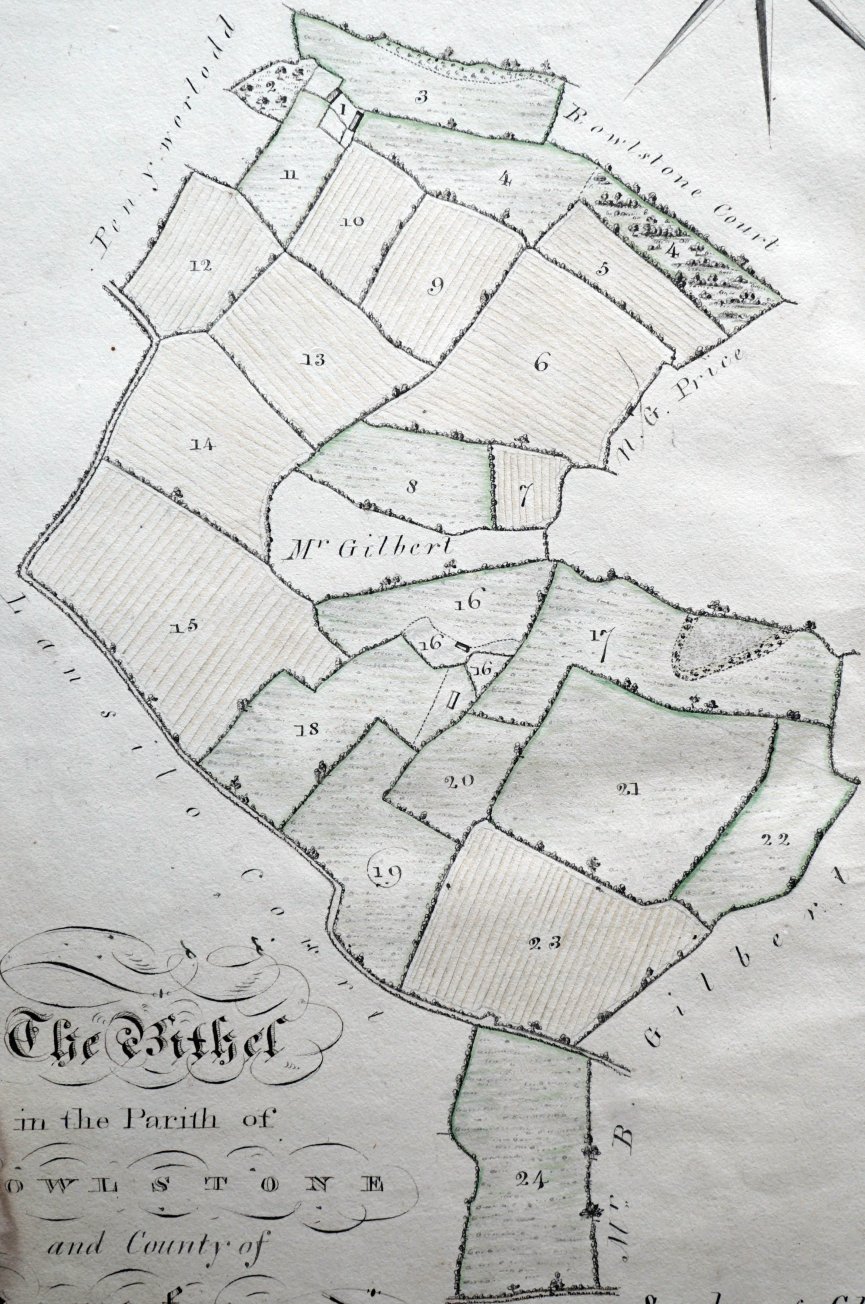 Pen y worlodd
2
3
1
Rowlstone Court
11
4
4
10
5
12
9
13
6
N. G. Price
14
8
7
Mr Gilbert
15
16
16
16
17
18
20
21
22
19
23
Lansilo Court
Mr B. Gilbert
24
The Bithel
in the Parish of
OWLSTONE
and County of